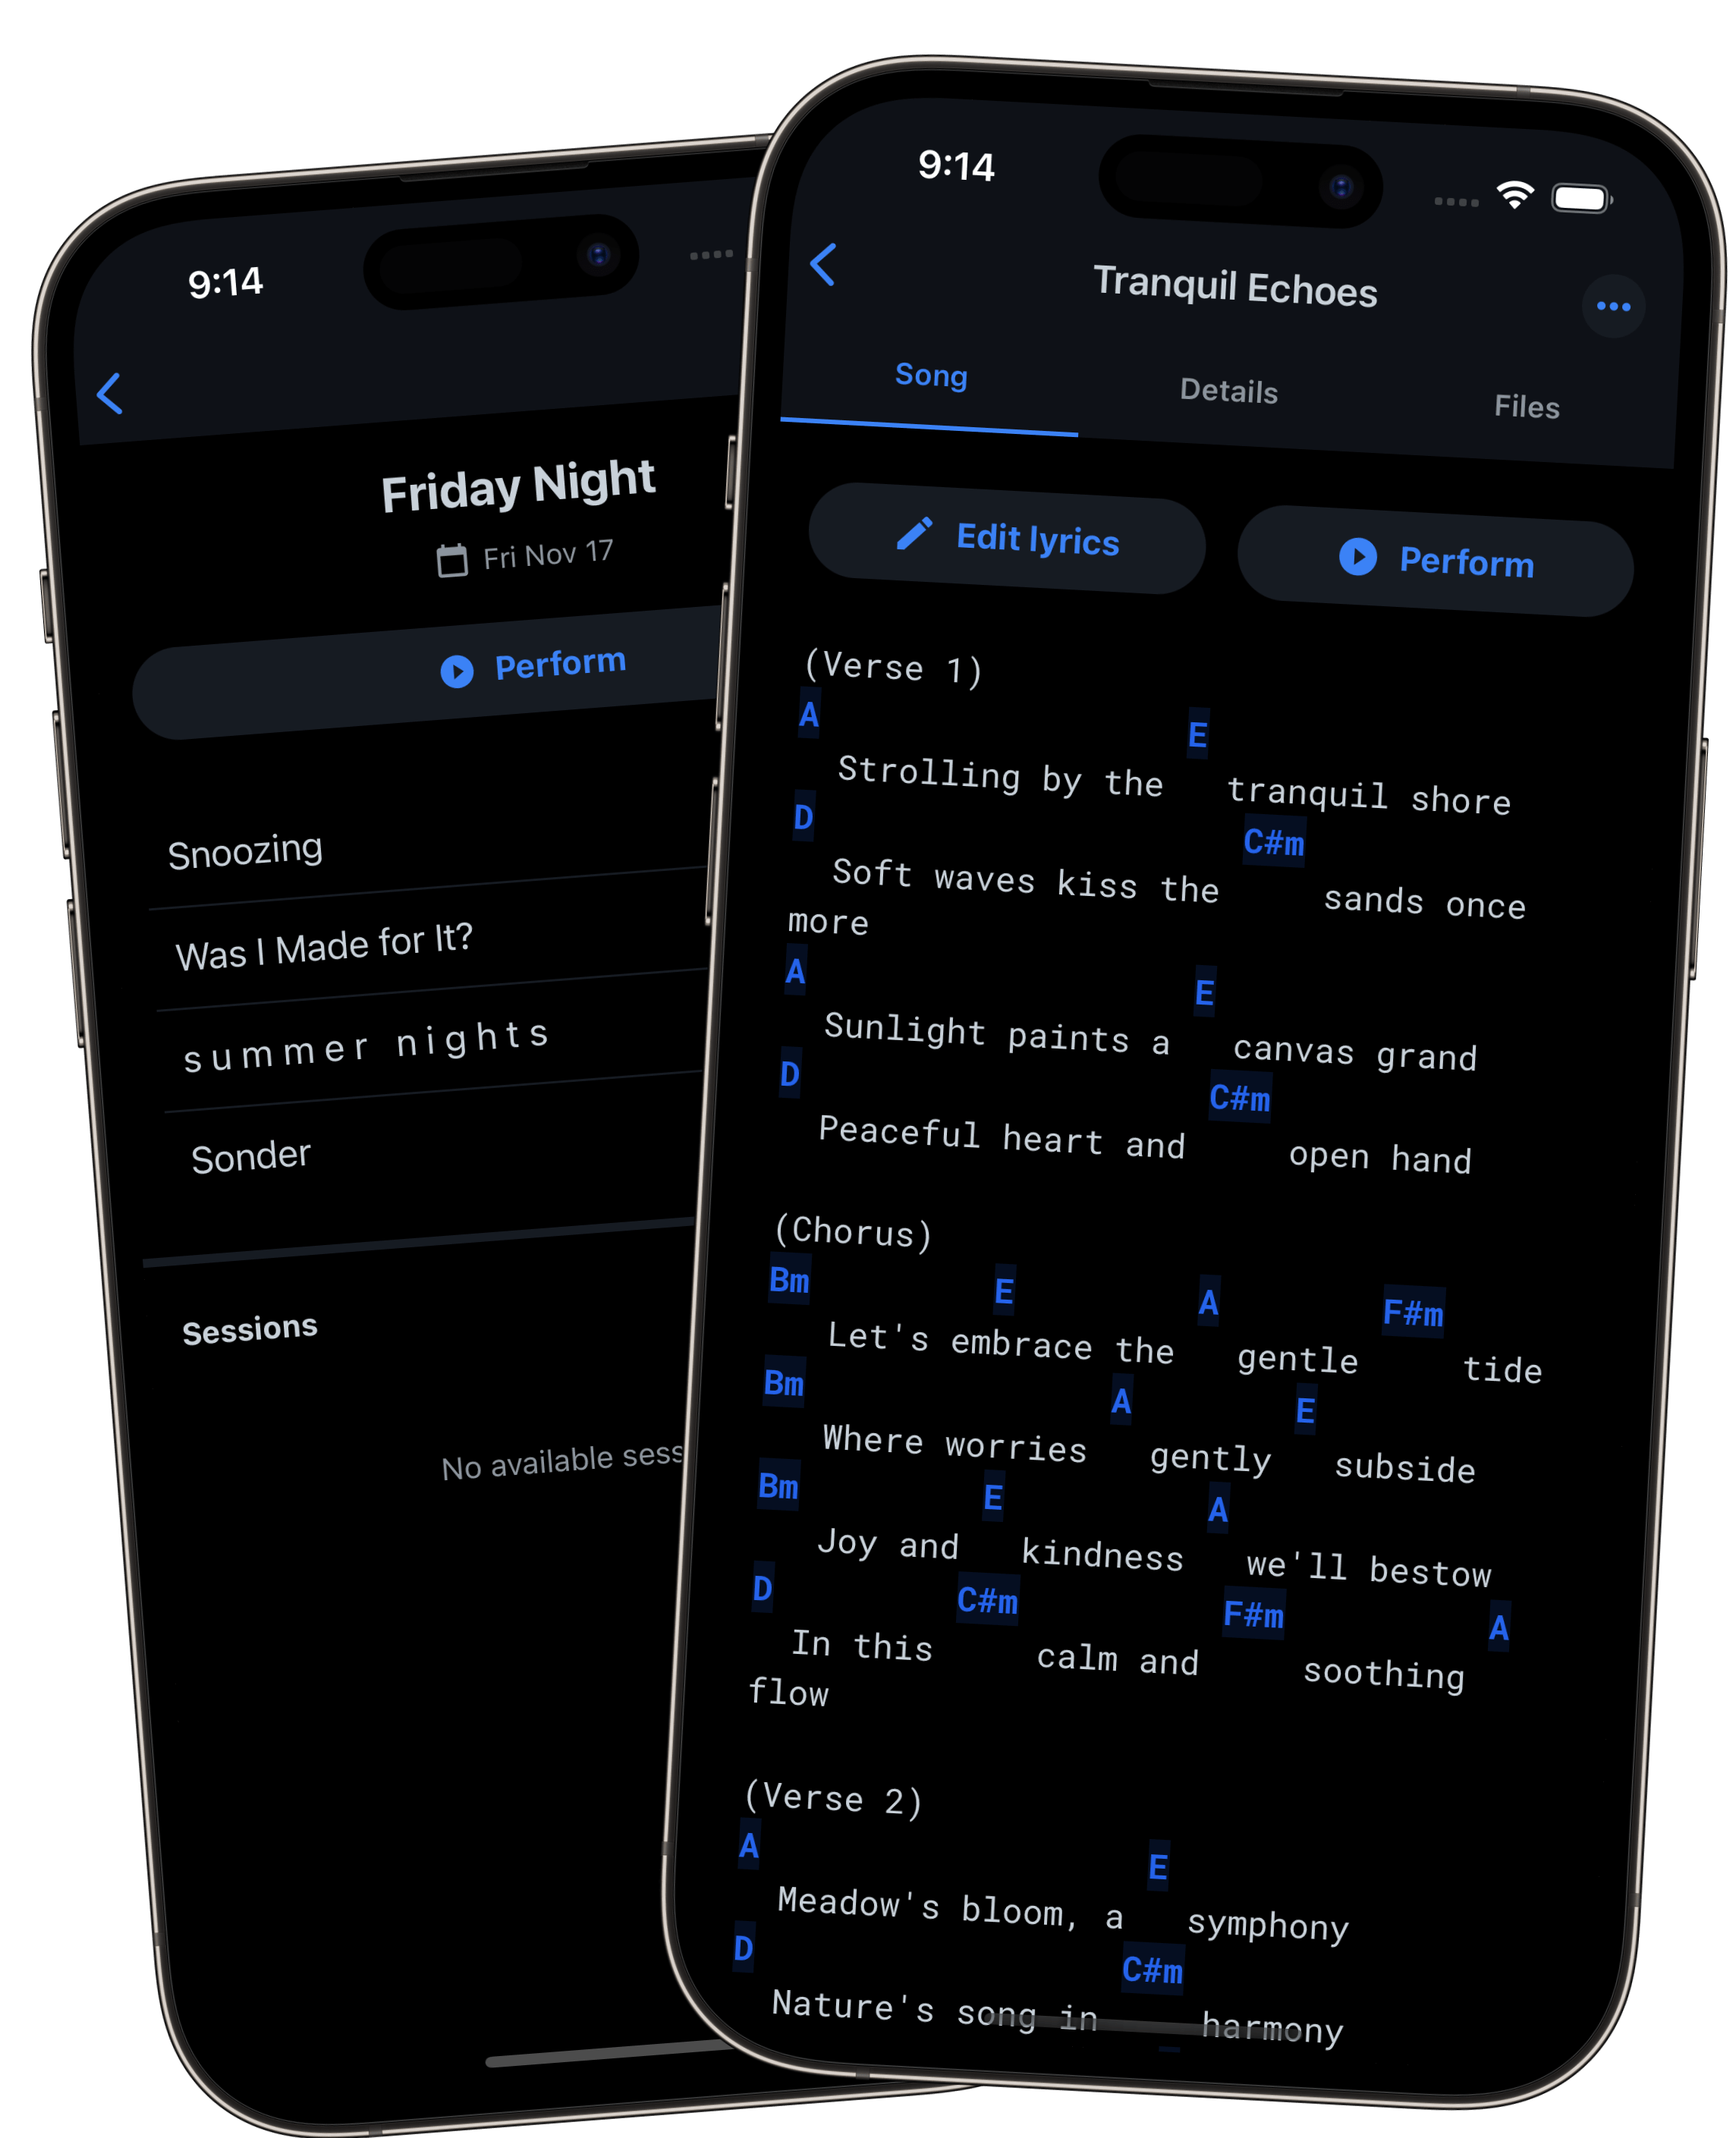 9:14
Friday Night
Fri Nov 17
Perform
Snoozing
Was I Made for It?
summer nights
Sonder
Sessions
No available
9:14
Tranquil Echoes
Song Details Files
Edit lyrics Perform
(Verse 1)
A E
Strolling by the tranquil shore
D C#m
Soft waves kiss the sands once
more
A E
Sunlight paints a canvas grand
D C#m
Peaceful heart and open hand
(Chorus)
Bm E A F#m
Let's embrace the gentle tide
Bm A E
Where worries gently subside
Bm E A
Joy and kindness we'll bestow
D C#m F#m A
In this calm and soothing
flow
(Verse 2)
A E
Meadow's bloom, a symphony
D C#m
Nature's song in harmony